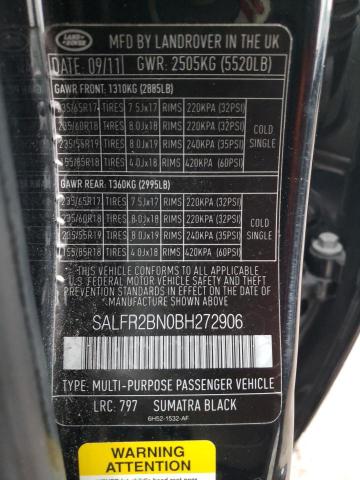 LAND ROVER
MFD BY LANDROVER IN THE UK
DATE: 09/11 GWR: 2505KG (5520LB)
GAWR FRONT: 1310KG (2885LB)
235/65R17 TIRES 7.5Jx17 RIMS 220KPA (32PSI)
235/60R18 TIRES 8.0Jx18 RIMS 220KPA (32PSI)
235/55R19 TIRES 8.0Jx19 RIMS 240KPA (35PSI)
155/85R18 TIRES 4.0Jx18 RIMS 420KPA (60PSI)
COLD
SINGLE
GAWR REAR: 1360KG (2995LB)
235/65R17 TIRES 7.5Jx17 RIMS 220KPA (32PSI)
235/60R18 TIRES 8.0Jx18 RIMS 220KPA (32PSI)
235/55R19 TIRES 8.0Jx19 RIMS 240KPA (35PSI)
155/85R18 TIRES 4.0Jx18 RIMS 420KPA (60PSI)
COLD
SINGLE
THIS VEHICLE CONFORMS TO ALL APPLICABLE
U.S. FEDERAL MOTOR VEHICLE SAFETY AND
THEFT PREVENTION STANDARDS IN EFFECT ON
THE DATE OF MANUFACTURE SHOWN ABOVE.
SALFR2BN0BH272906
TYPE: MULTI-PURPOSE PASSENGER VEHICLE
LRC: 797 SUMATRA BLACK
6H52-1532-AF
WARNING
ATTENTION